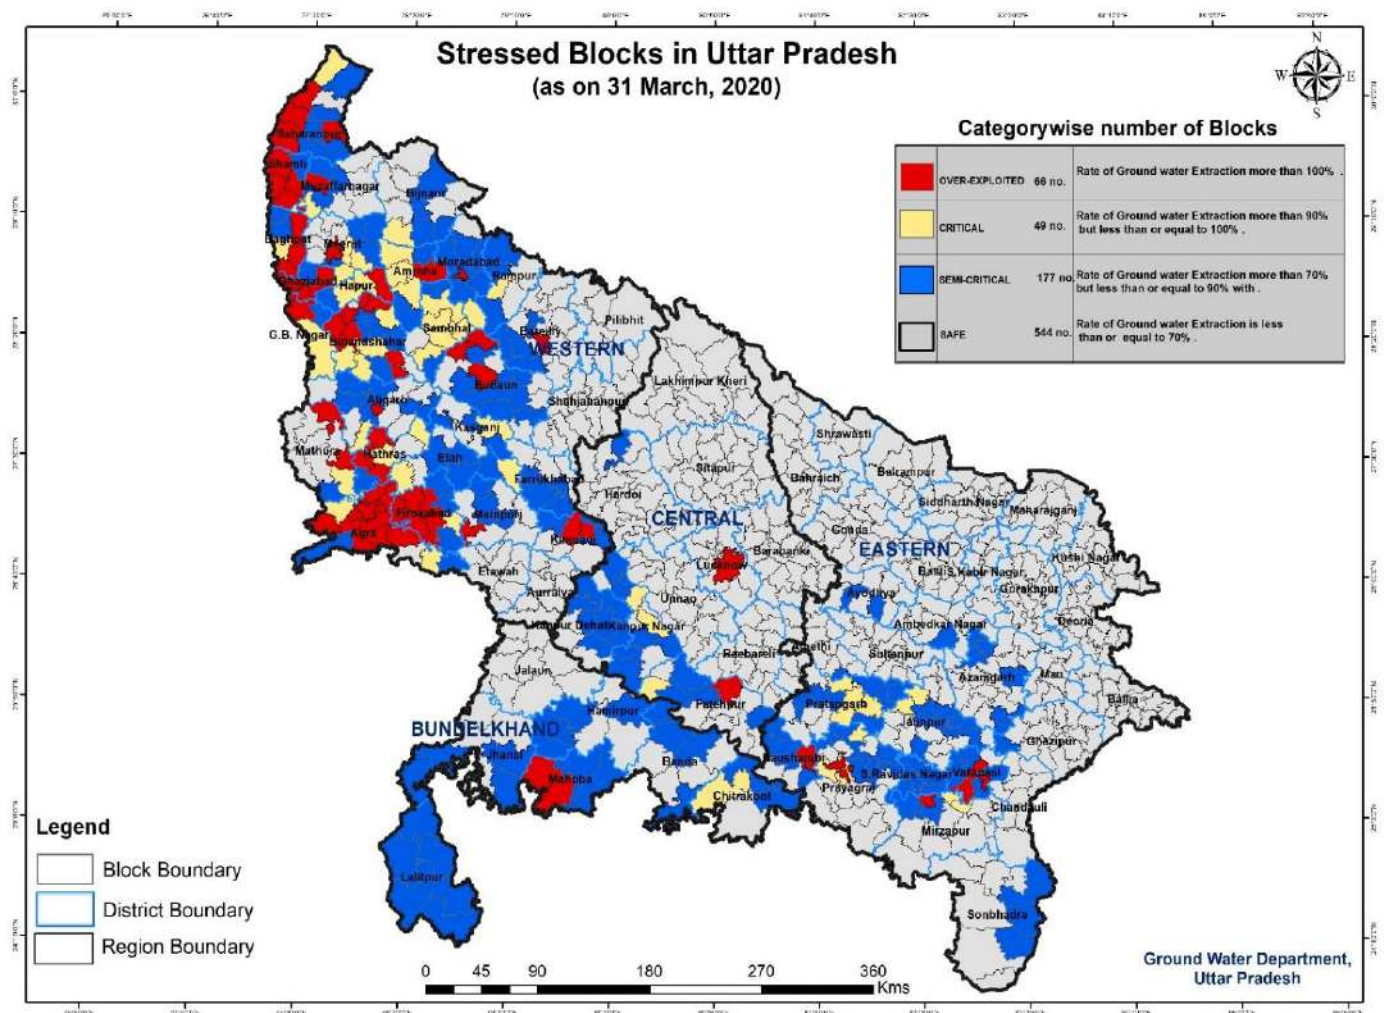 Stressed Blocks in Uttar Pradesh
(as on 31 March, 2020)
N
W
E
S
Categorywise number of Blocks
OVER-EXPLOITED 66 no. Rate of Ground water Extraction more than 100% .
CRITICAL 49 no. Rate of Ground water Extraction more than 90%
but less than or equal to 100% .
SEMI-CRITICAL 177 no. Rate of Ground water Extraction more than 70%
but less than or equal to 90% with .
SAFE 544 no. Rate of Ground water Extraction is less
than or equal to 70% .
Saharanpur
Shamli
Muzaffarnagar
Bijnaur
Baghpat
Meerut
Ghaziabad
Hapur
Amroha
Moradabad
Rampur
G.B. Nagar
Bulandshahar
Sambhal
Bareilly
Pilibhit
WESTERN
Budaun
Lakhimpur Kheri
Aligarh
Shahjahanpur
Kasganj
Shrawasti
Mathura
Hathras
Etah
Sitapur
Balrampur
Farrukhabad
Bahraich
Hardoi
Siddharth Nagar
Maharajganj
Firozabad
Mainpuri
CENTRAL
Agra
Kannauj
Gonda
EASTERN
Barabanki
Kushi Nagar
Lucknow
Etawah
Basti
S.Kabir Nagar
Gorakhpur
Auraiya
Unnao
Ayodhya
Kanpur Dehat
Kanpur Nagar
Ambedkar Nagar
Deoria
Raebareli
Amethi
Sultanpur
Jalaun
Azamgarh
Mau
Fatehpur
Pratapgarh
Ballia
Hamirpur
Jaunpur
BUNDELKHAND
Ghazipur
Jhansi
Banda
Kaushambi
Mahoba
S.Ravidas Nagar
Varanasi
Prayagraj
Chitrakoot
Chandauli
Mirzapur
Lalitpur
Sonbhadra
Legend
Block Boundary
District Boundary
Region Boundary
0 45 90 180 270 360
Kms
Ground Water Department,
Uttar Pradesh